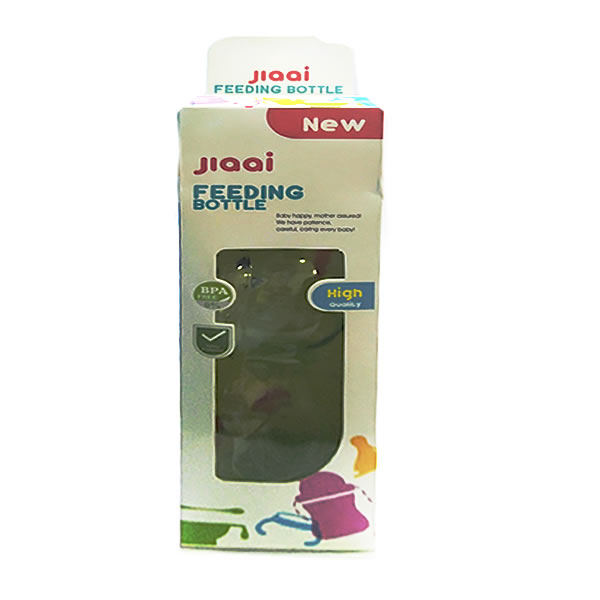 JIaai
FEEDING BOTTLE
New
JIaai
FEEDING
BOTTLE
Baby happy, mother assured!
We have patience,
careful, caring every baby!
BPA
FREE
High
QUALITY